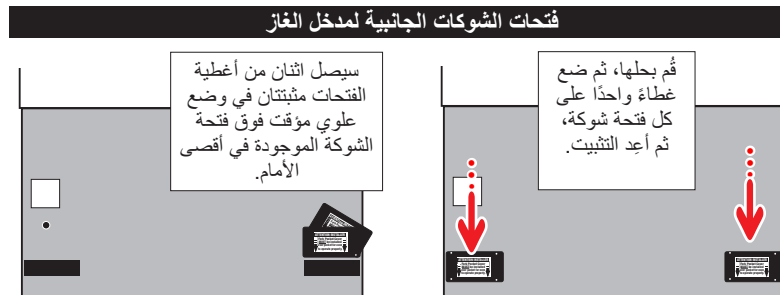 فتحات الشوكات الجانبية لمدخل الغاز
قُم بحلها، ثم ضع
غطاءً واحدًا على
كل فتحة شوكة،
ثم أعِد التثبيت.
سيصل اثنان من أغطية
الفتحات مثبتتان في وضع
علوي مؤقت فوق فتحة
الشوكة الموجودة في أقصى
الأمام.